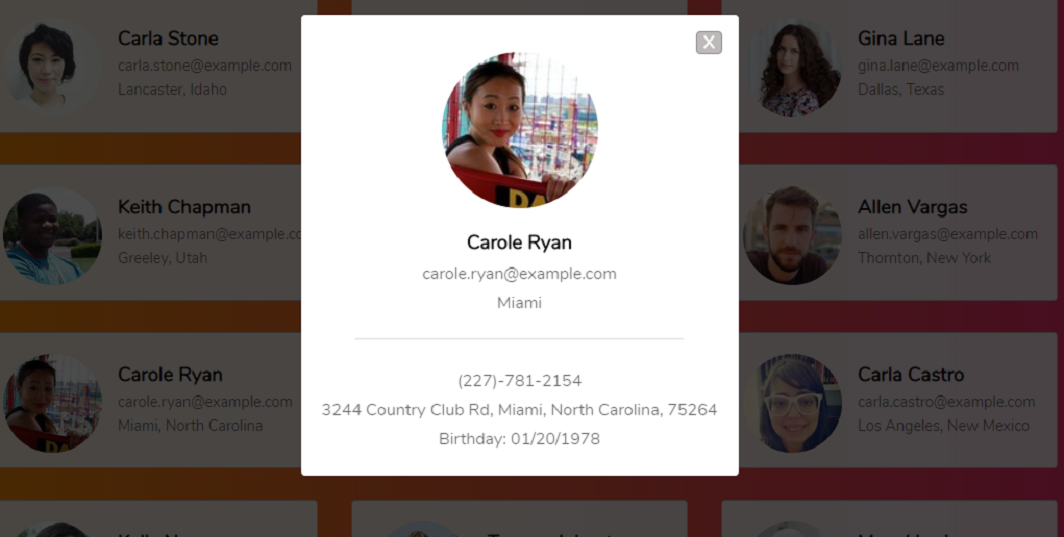 Carla Stone
carla.stone@example.com
Lancaster, Idaho
X
Gina Lane
gina.lane@example.com
Dallas, Texas
Keith Chapman
keith.chapman@example.co
Greeley, Utah
Carole Ryan
carole.ryan@example.com
Miami
(227)-781-2154
3244 Country Club Rd, Miami, North Carolina, 75264
Birthday: 01/20/1978
Allen Vargas
allen.vargas@example.com
Thornton, New York
Carole Ryan
carole.ryan@example.com
Miami, North Carolina
Carla Castro
carla.castro@example.com
Los Angeles, New Mexico